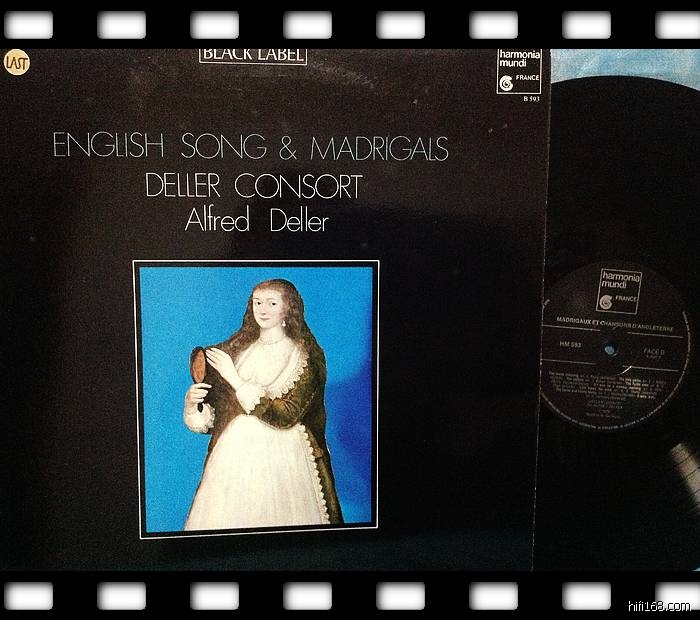 LAST
BLACK LABEL
harmonia
mundi
FRANCE
B 593
ENGLISH SONG & MADRIGALS
DELLER CONSORT
Alfred Deller
harmonia
mundi
FRANCE
MADRIGAUX ET CHANSONS D'ANGLETERRE
HM 593
FACE B
hifi168.com